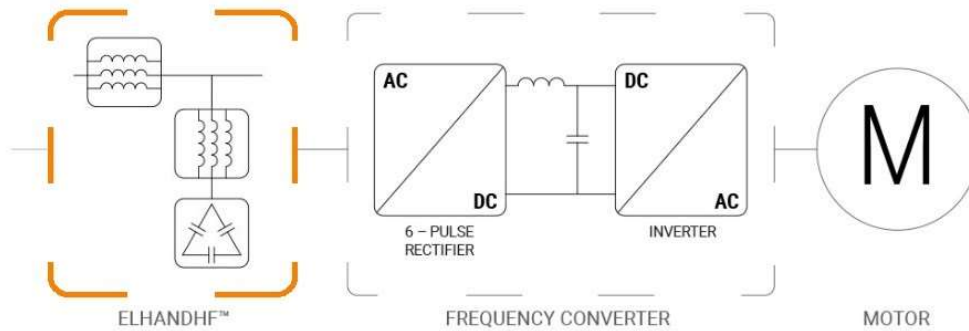 AC
DC
DC
AC
M
6 – PULSE
RECTIFIER
INVERTER
ELHANDHF™
FREQUENCY CONVERTER
MOTOR